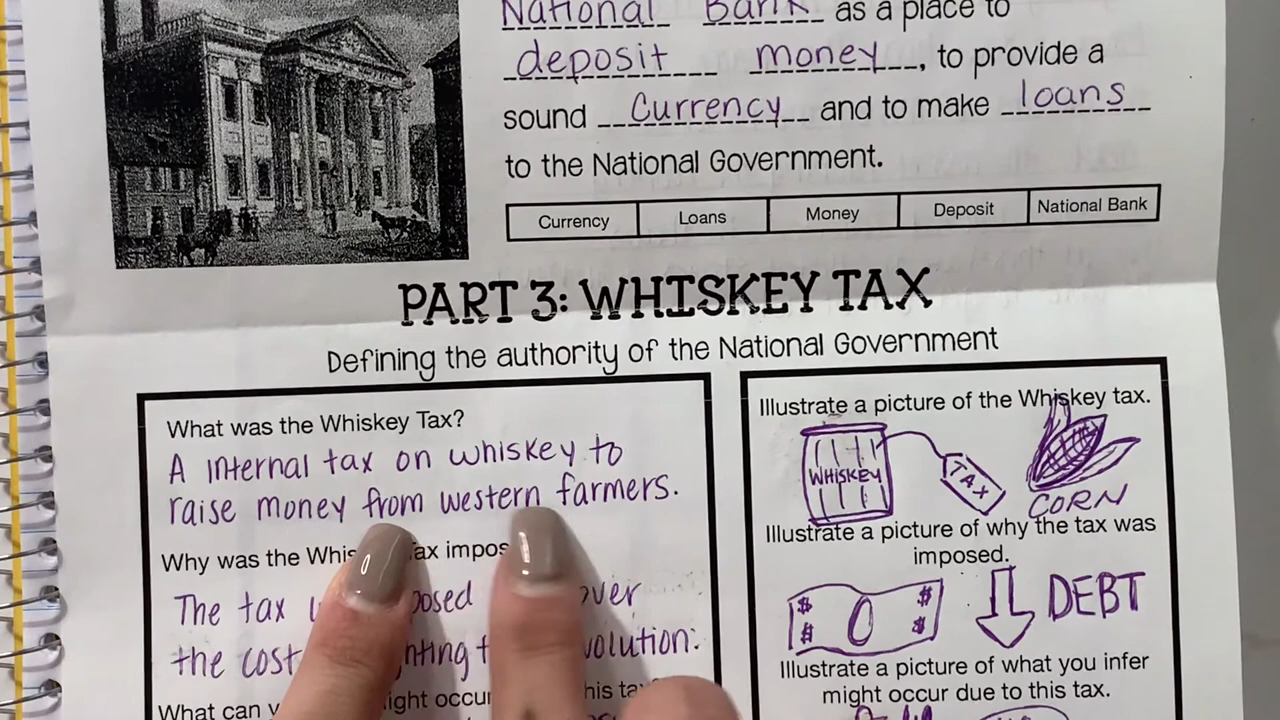 National Bank as a place to
deposit money, to provide a
sound Currency and to make loans
to the National Government.
Currency Loans Money Deposit National Bank
PART 3: WHISKEY TAX
Defining the authority of the National Government
What was the Whiskey Tax?
A internal tax on whiskey to
raise money from western farmers.
Why was the Whis ax impos
The tax posed over
the cost hting t volution.
What can ight occu his ta
Illustrate a picture of the Whiskey tax.
WHISKEY TAX
CORN
Illustrate a picture of why the tax was
imposed.
$ $ DEBT
$ 0 $
Illustrate a picture of what you infer
might occur due to this tax.